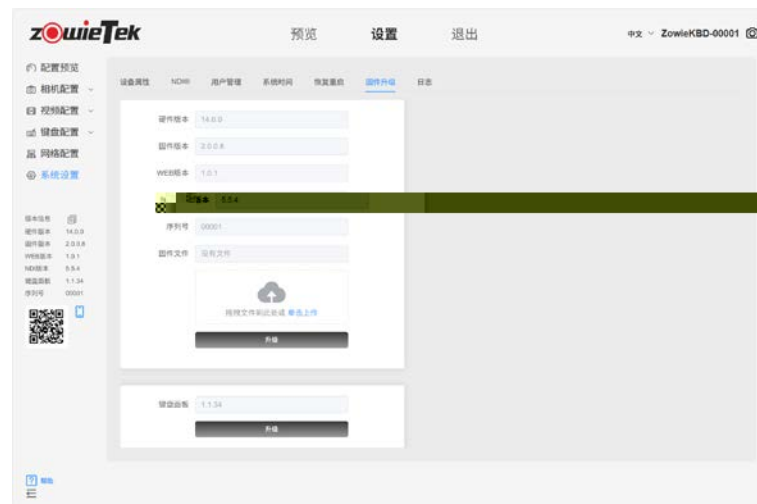 zowieTek
预览 设置 退出
中文 ZowieKBD-00001
配置预览
相机配置
视频配置
键盘配置
网络配置
系统设置
版本信息
硬件版本 14.0.0
固件版本 2.0.0.8
WEB版本 1.0.1
NDI版本 5.5.4
键盘面板 1.1.34
序列号 00001
帮助
设备属性 NDI 用户管理 系统时间 恢复重启 固件升级 日志
硬件版本 14.0.0
固件版本 2.0.0.8
WEB版本 1.0.1
版本 5.5.4
序列号 00001
固件文件 没有文件
拖拽文件到此处或 单击上传
升级
键盘面板 1.1.34
升级